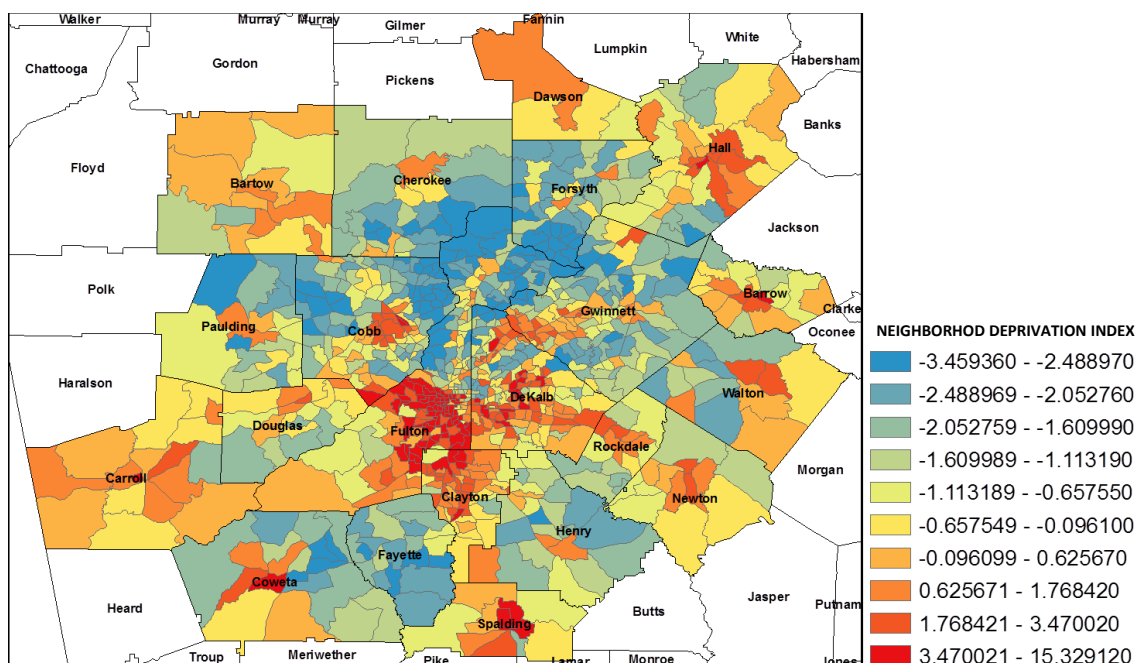 Walker
Murray
Murray
Gilmer
Fannin
Lumpkin
White
Habersham
Chattooga
Gordon
Pickens
Dawson
Banks
Floyd
Bartow
Cherokee
Forsyth
Hall
Jackson
Polk
Paulding
Cobb
Gwinnett
Barrow
Clarke
Oconee
Haralson
Douglas
Fulton
DeKalb
Rockdale
Walton
Morgan
Carroll
Clayton
Newton
Henry
Fayette
Coweta
Heard
Spalding
Butts
Jasper
Putnam
Troup
Meriwether
Pike
Lamar
Monroe
Jones
NEIGHBORHOD DEPRIVATION INDEX
-3.459360 - -2.488970
-2.488969 - -2.052760
-2.052759 - -1.609990
-1.609989 - -1.113190
-1.113189 - -0.657550
-0.657549 - -0.096100
-0.096099 - 0.625670
0.625671 - 1.768420
1.768421 - 3.470020
3.470021 - 15.329120